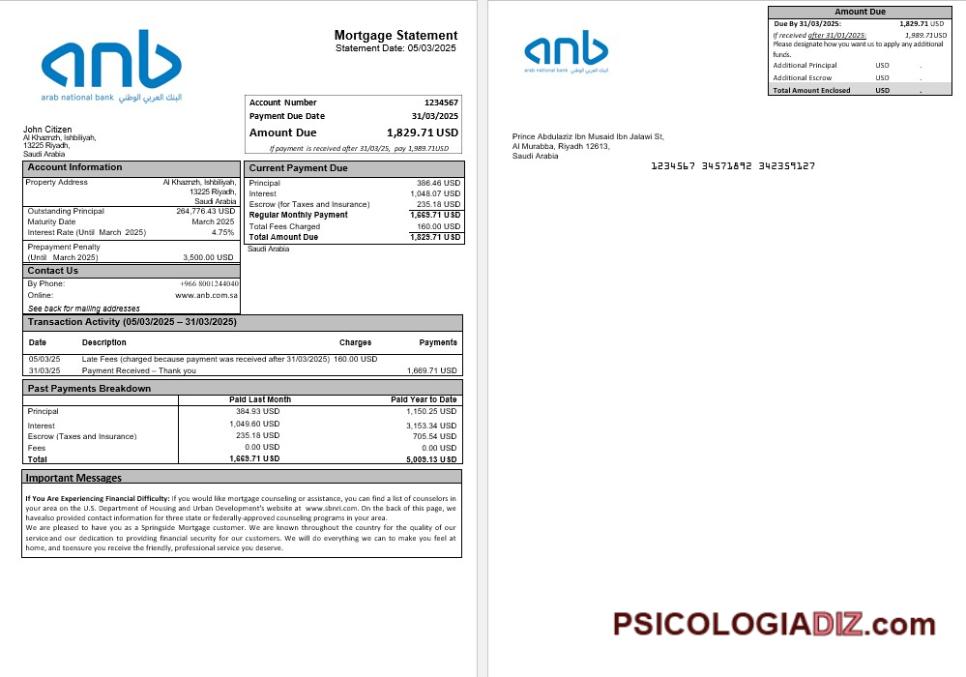 anb
arab national bank البنك العربي الوطني
Mortgage Statement
Statement Date: 05/03/2025
Account Number 1234567
Payment Due Date 31/03/2025
Amount Due 1,829.71 USD
If payment is received after 31/03/25, pay 1,989.71USD
John Citizen
Al Khaznzh, Ishbiliyah,
13225 Riyadh,
Saudi Arabia
Account Information
Property Address Al Khaznzh, Ishbiliyah,
13225 Riyadh,
Saudi Arabia
Outstanding Principal 264,776.43 USD
Maturity Date March 2025
Interest Rate (Until March 2025) 4.75%
Prepayment Penalty
(Until March 2025) 3,500.00 USD
Contact Us
By Phone: +966 8001244040
Online: www.anb.com.sa
See back for mailing addresses
Current Payment Due
Principal 386.46 USD
Interest 1,048.07 USD
Escrow (for Taxes and Insurance) 235.18 USD
Regular Monthly Payment 1,669.71 USD
Total Fees Charged 160.00 USD
Total Amount Due 1,829.71 USD
Saudi Arabia
Transaction Activity (05/03/2025 – 31/03/2025)
Date Description Charges Payments
05/03/25 Late Fees (charged because payment was received after 31/03/2025) 160.00 USD
31/03/25 Payment Received – Thank you 1,669.71 USD
Past Payments Breakdown
Paid Last Month Paid Year to Date
Principal 384.93 USD 1,150.25 USD
Interest 1,049.60 USD 3,153.34 USD
Escrow (Taxes and Insurance) 235.18 USD 705.54 USD
Fees 0.00 USD 0.00 USD
Total 1,669.71 USD 5,009.13 USD
Important Messages
If You Are Experiencing Financial Difficulty: If you would like mortgage counseling or assistance, you can find a list of counselors in
your area on the U.S. Department of Housing and Urban Development's website at www.sbnri.com. On the back of this page, we
havealso provided contact information for three state or federally-approved counseling programs in your area.
We are pleased to have you as a Springside Mortgage customer. We are known throughout the country for the quality of our
serviceand our dedication to providing financial security for our customers. We will do everything we can to make you feel at
home, and toensure you receive the friendly, professional service you deserve.
anb
arab national bank البنك العربي الوطني
Amount Due
Due By 31/03/2025: 1,829.71 USD
If received after 31/01/2025: 1,989.71USD
Please designate how you want us to apply any additional
funds.
Additional Principal USD .
Additional Escrow USD .
Total Amount Enclosed USD .
Prince Abdulaziz Ibn Musaid Ibn Jalawi St,
Al Murabba, Riyadh 12613,
Saudi Arabia
1234567 34571892 342359127
PSICOLOGIADIZ.com